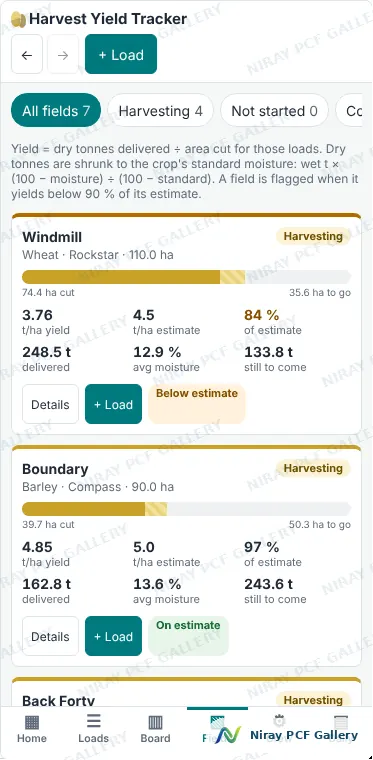 Harvest Yield Tracker
← → + Load
All fields 7 Harvesting 4 Not started 0 Co
Yield = dry tonnes delivered ÷ area cut for those loads. Dry
tonnes are shrunk to the crop's standard moisture: wet t ×
(100 − moisture) ÷ (100 − standard). A field is flagged when it
yields below 90 % of its estimate.
Windmill Harvesting
Wheat · Rockstar · 110.0 ha
74.4 ha cut 35.6 ha to go
3.76 4.5 84 %
t/ha yield t/ha estimate of estimate
248.5 t 12.9 % 133.8 t
delivered avg moisture still to come
Details + Load Below estimate
Boundary Harvesting
Barley · Compass · 90.0 ha
39.7 ha cut 50.3 ha to go
4.85 5.0 97 %
t/ha yield t/ha estimate of estimate
162.8 t 13.6 % 243.6 t
delivered avg moisture still to come
Details + Load On estimate
Back Forty Harvesting
Home Loads Board F
Niray PCF Gallery
NIRAY PCF GALLERY